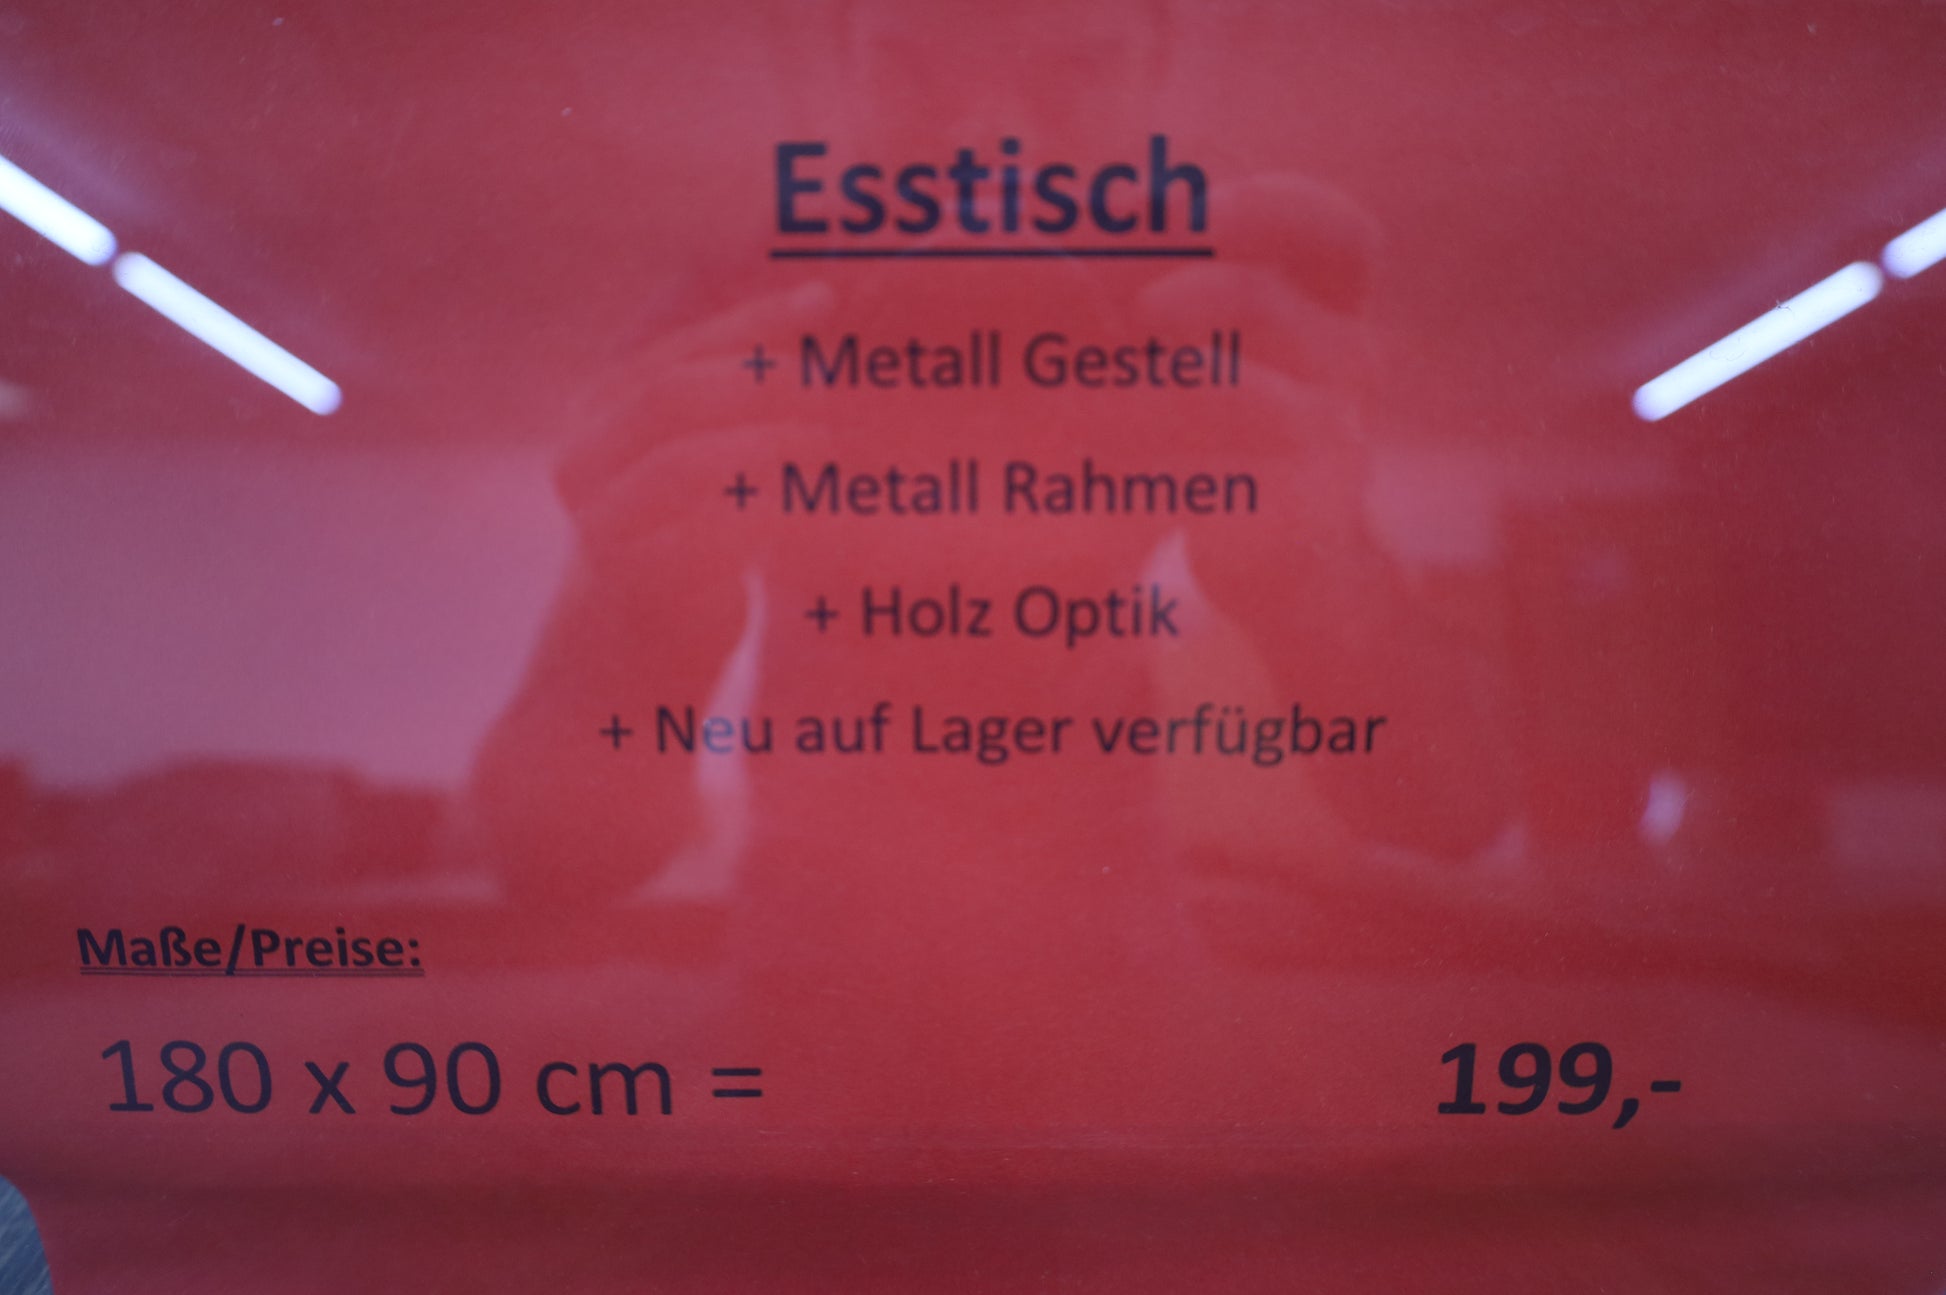 Esstisch
+ Metall Gestell
+ Metall Rahmen
+ Holz Optik
+ Neu auf Lager verfügbar
Maße/Preise:
180 x 90 cm = 199,-